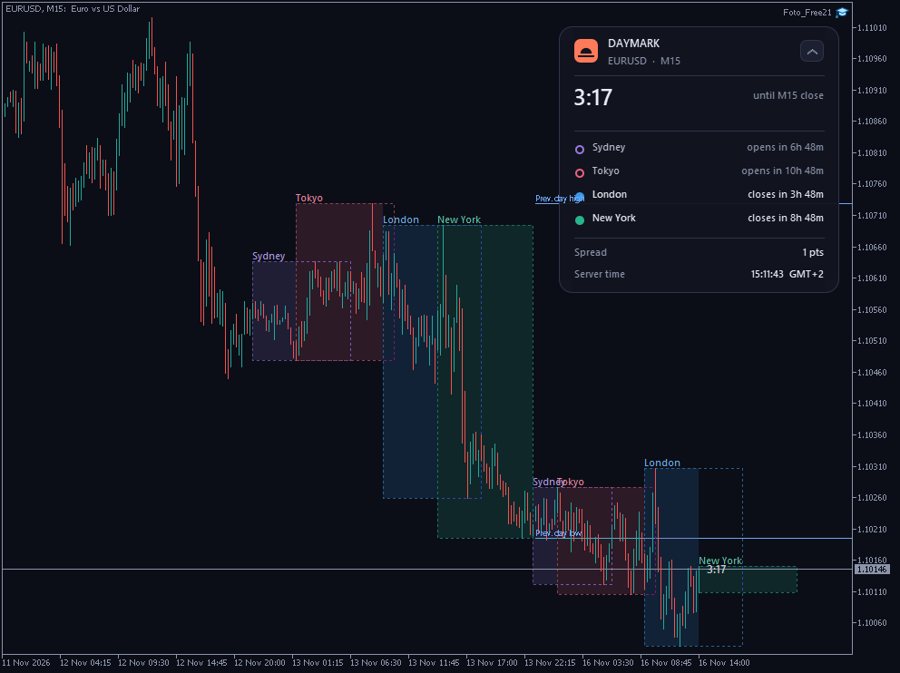 EURUSD, M15: Euro vs US Dollar
Foto_Free21
DAYMARK
EURUSD · M15
3:17
until M15 close
Sydney opens in 6h 48m
Tokyo opens in 10h 48m
London closes in 3h 48m
New York closes in 8h 48m
Spread 1 pts
Server time 15:11:43 GMT+2
Prev. day high
Tokyo
London
New York
Sydney
London
Sydney
Tokyo
Prev. day low
New York
3:17
1.11010
1.10960
1.10910
1.10860
1.10810
1.10760
1.10710
1.10660
1.10610
1.10560
1.10510
1.10460
1.10410
1.10360
1.10310
1.10260
1.10210
1.10160
1.10146
1.10110
1.10060
11 Nov 2026 12 Nov 04:15 12 Nov 09:30 12 Nov 14:45 12 Nov 20:00 13 Nov 01:15 13 Nov 06:30 13 Nov 11:45 13 Nov 17:00 13 Nov 22:15 16 Nov 03:30 16 Nov 08:45 16 Nov 14:00